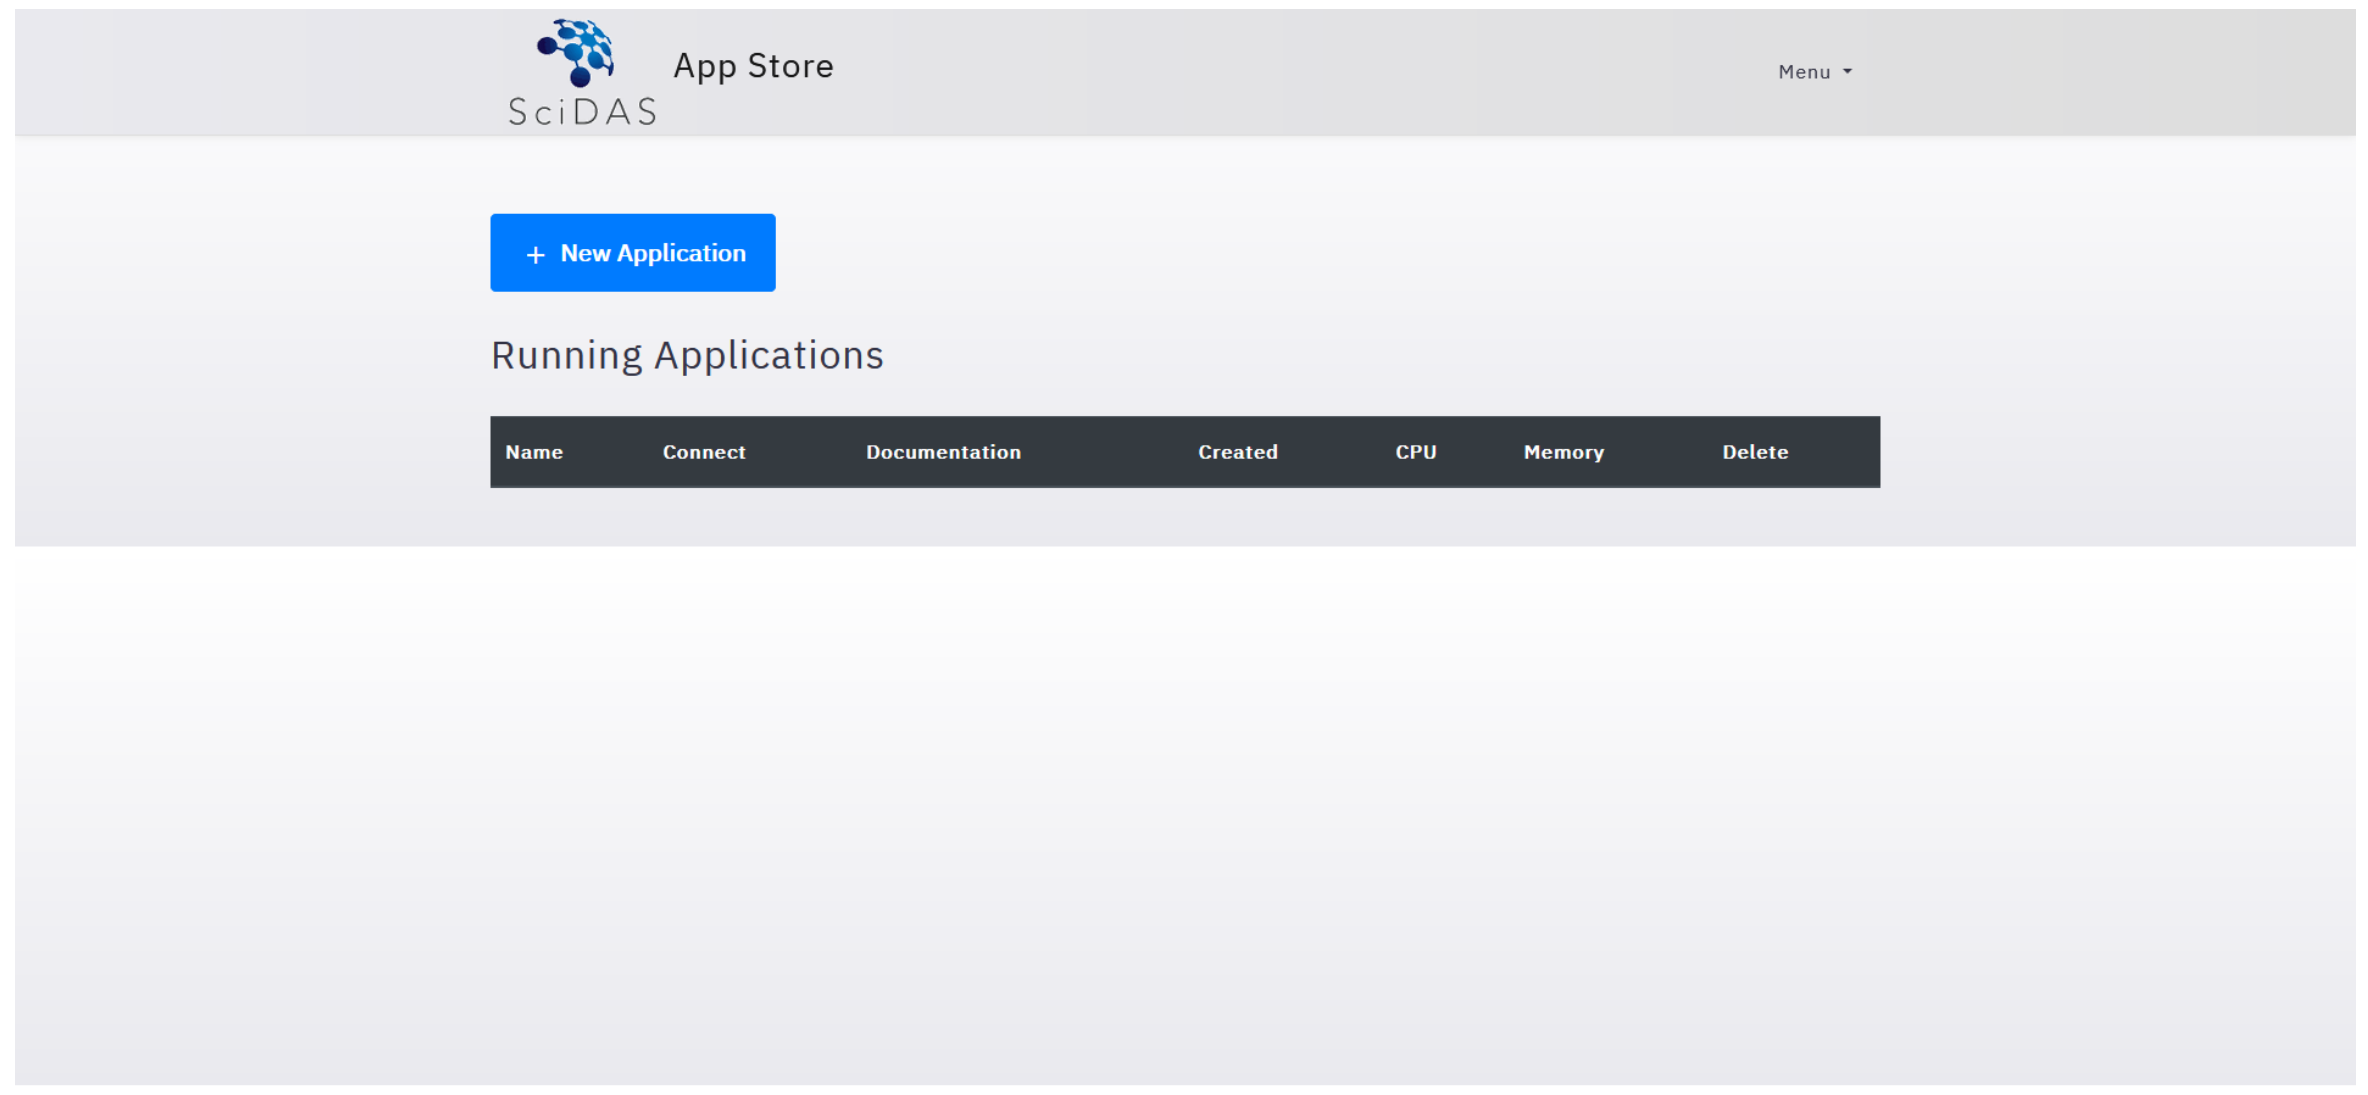 App Store
Menu
SciDAS
+ New Application
Running Applications
Name Connect Documentation Created CPU Memory Delete